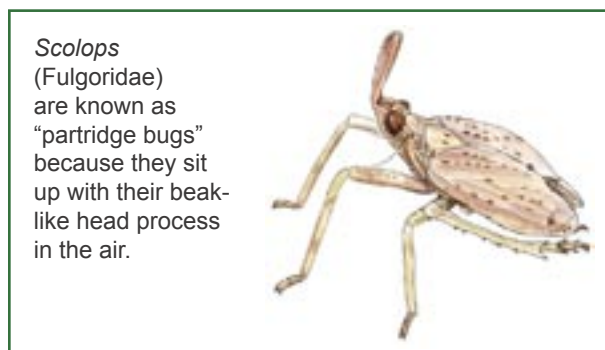 Scolops
(Fulgoridae)
are known as
“partridge bugs”
because they sit
up with their beak-
like head process
in the air.